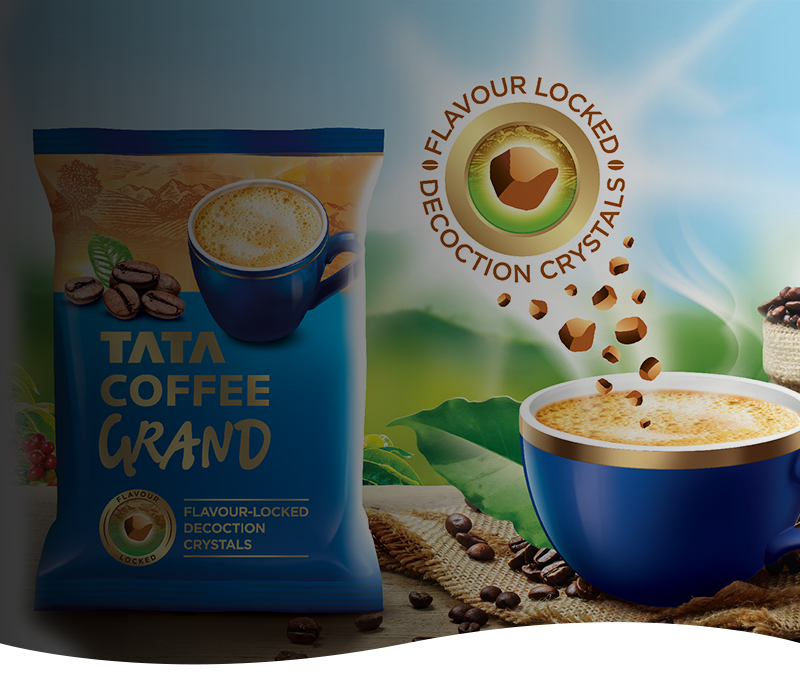 TATA
COFFEE
GRAND
FLAVOUR
LOCKED
FLAVOUR-LOCKED
DECOCTION
CRYSTALS
FLAVOUR LOCKED
DECOCTION CRYSTALS